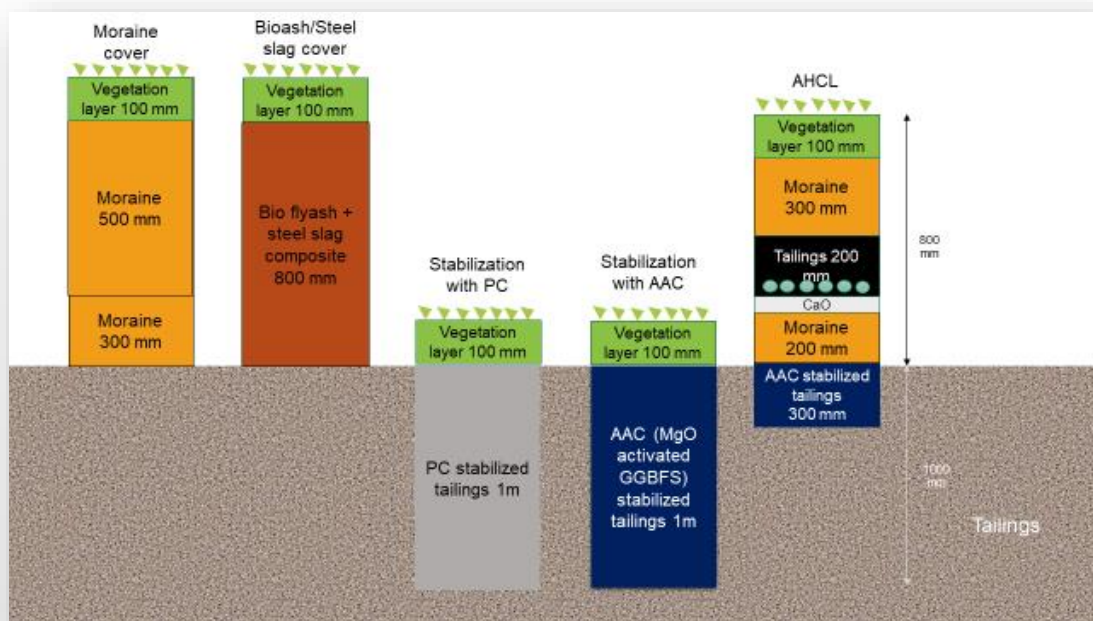 Moraine
cover
Vegetation
layer 100 mm
Moraine
500 mm
Moraine
300 mm
Bioash/Steel
slag cover
Vegetation
layer 100 mm
Bio flyash +
steel slag
composite
800 mm
Stabilization
with PC
Vegetation
layer 100 mm
PC stabilized
tailings 1m
Stabilization
with AAC
Vegetation
layer 100 mm
AAC (MgO
activated
GGBFS)
stabilized
tailings 1m
AHCL
Vegetation
layer 100 mm
Moraine
300 mm
Tailings 200
mm
CaO
Moraine
200 mm
AAC stabilized
tailings
300 mm
800
mm
1000
mm
Tailings